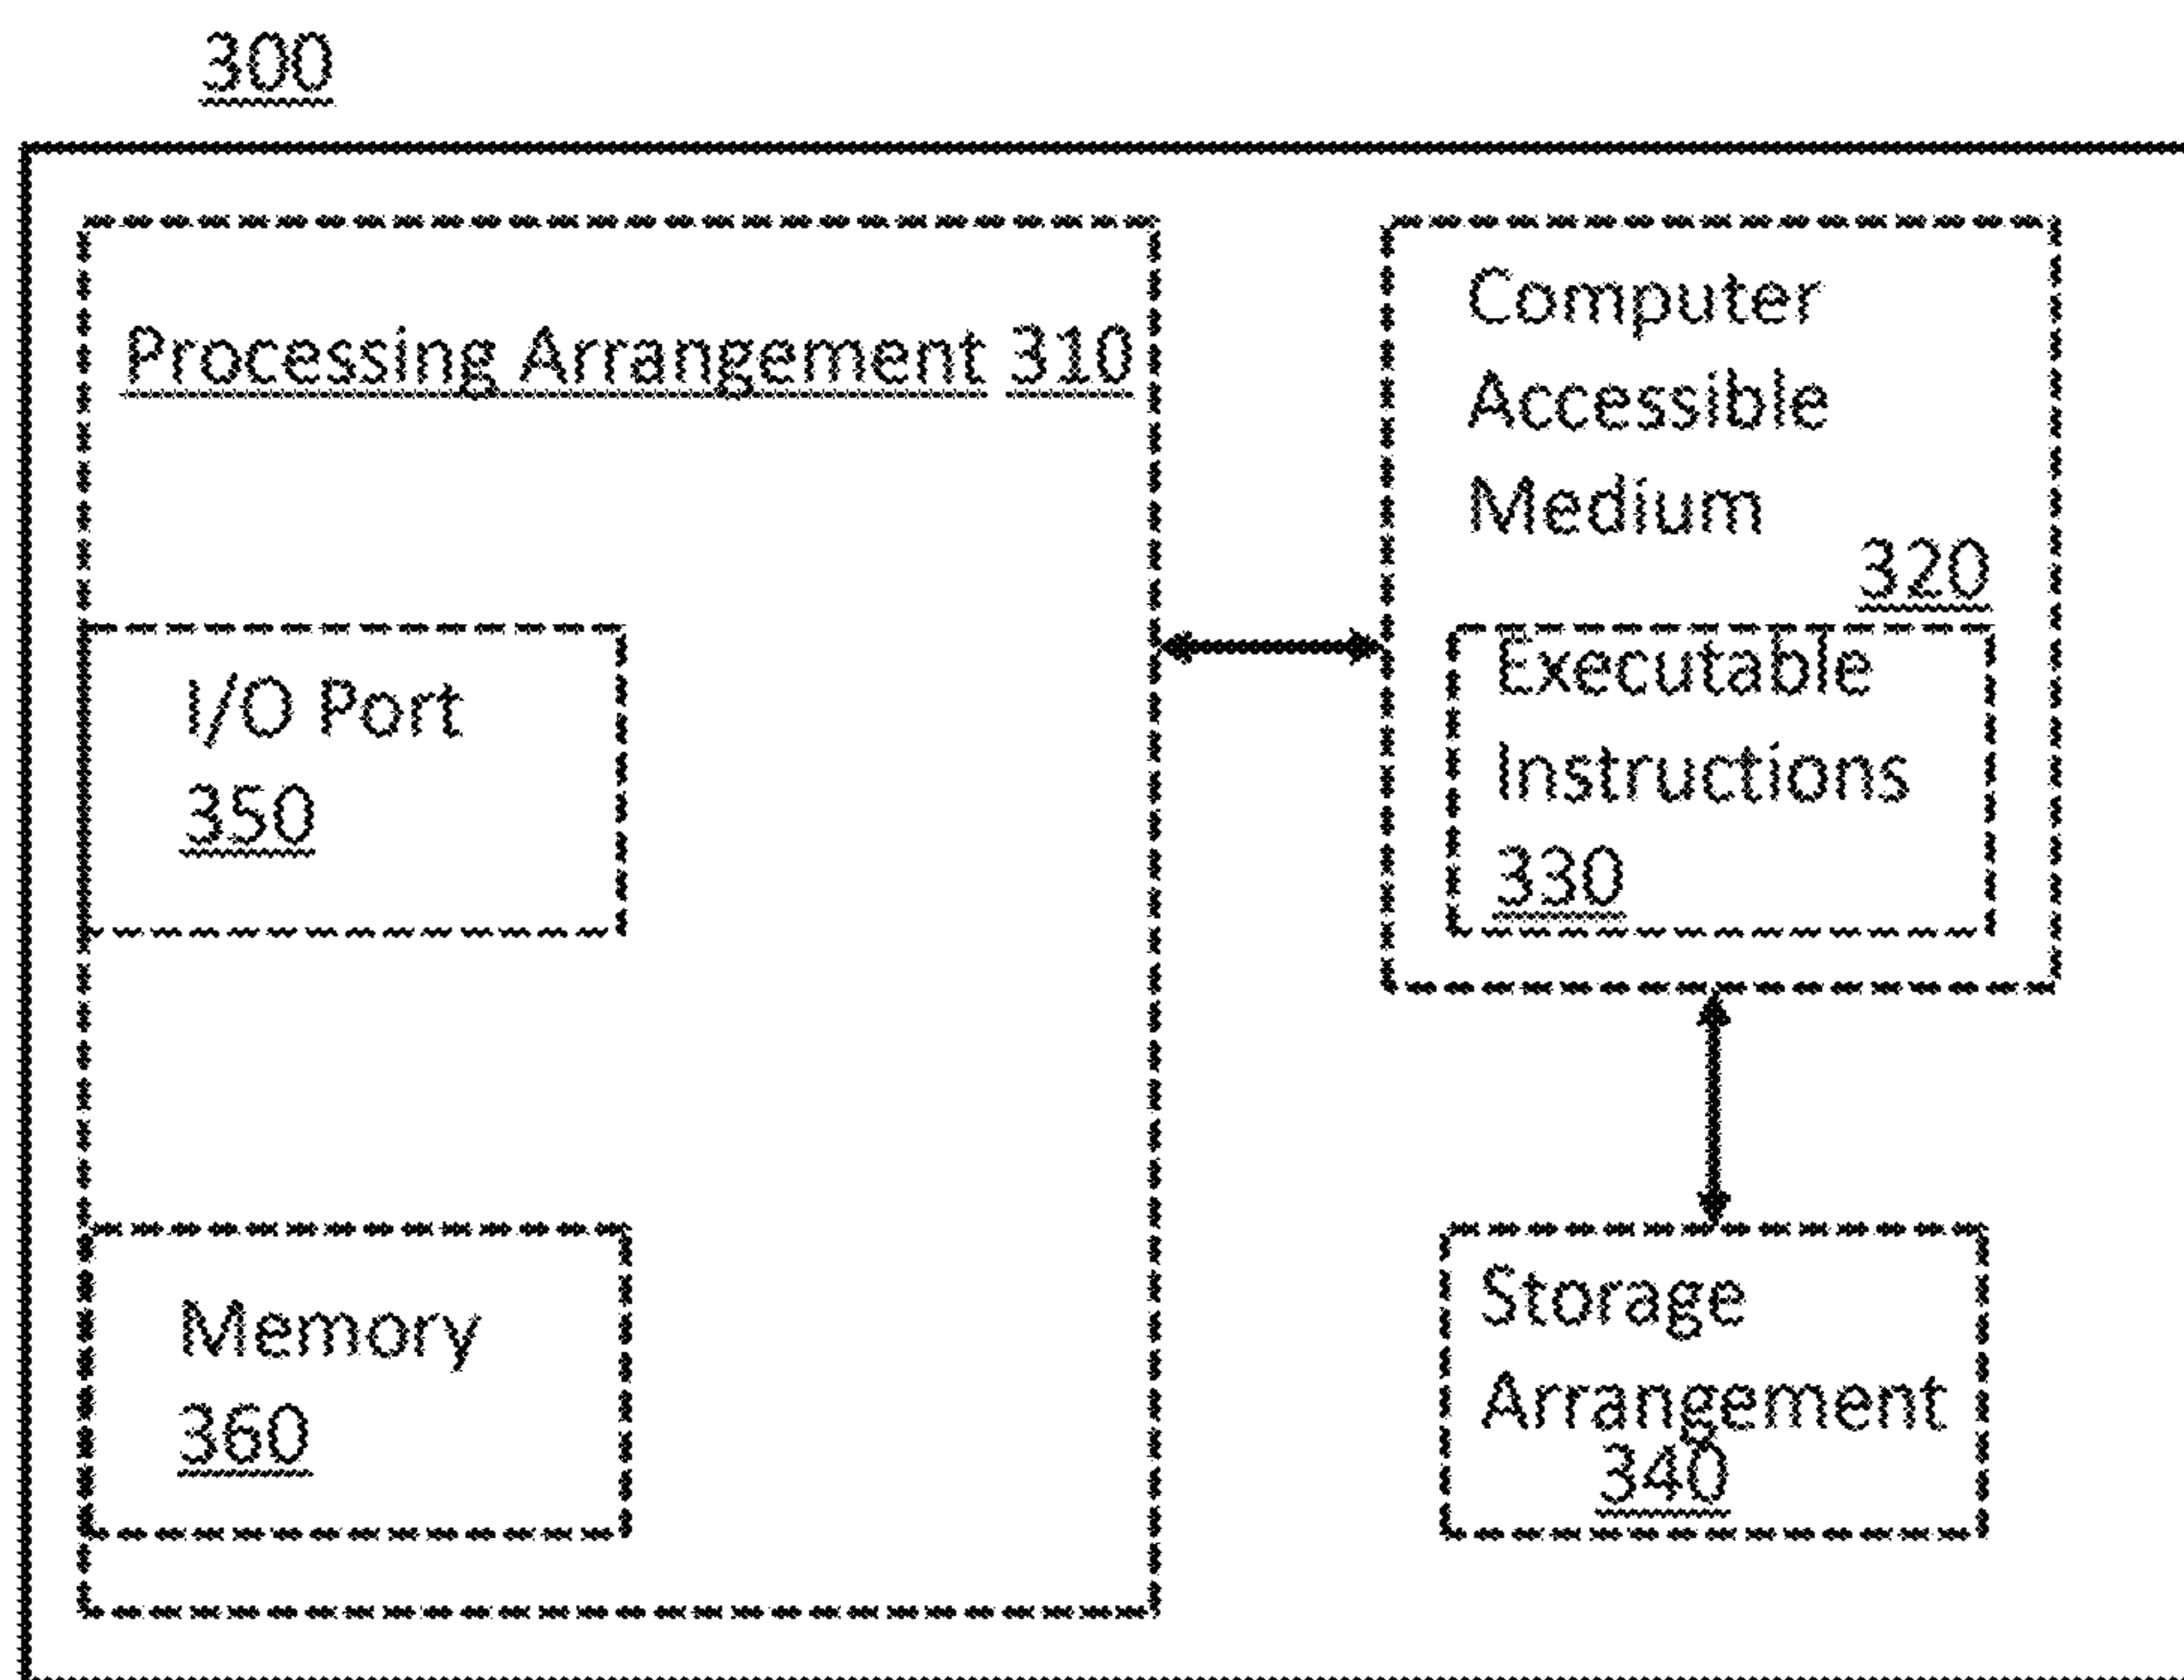 300
Processing Arrangement 310
I/O Port
350
Memory
360
Computer
Accessible
Medium
320
Executable
Instructions
330
Storage
Arrangement
340